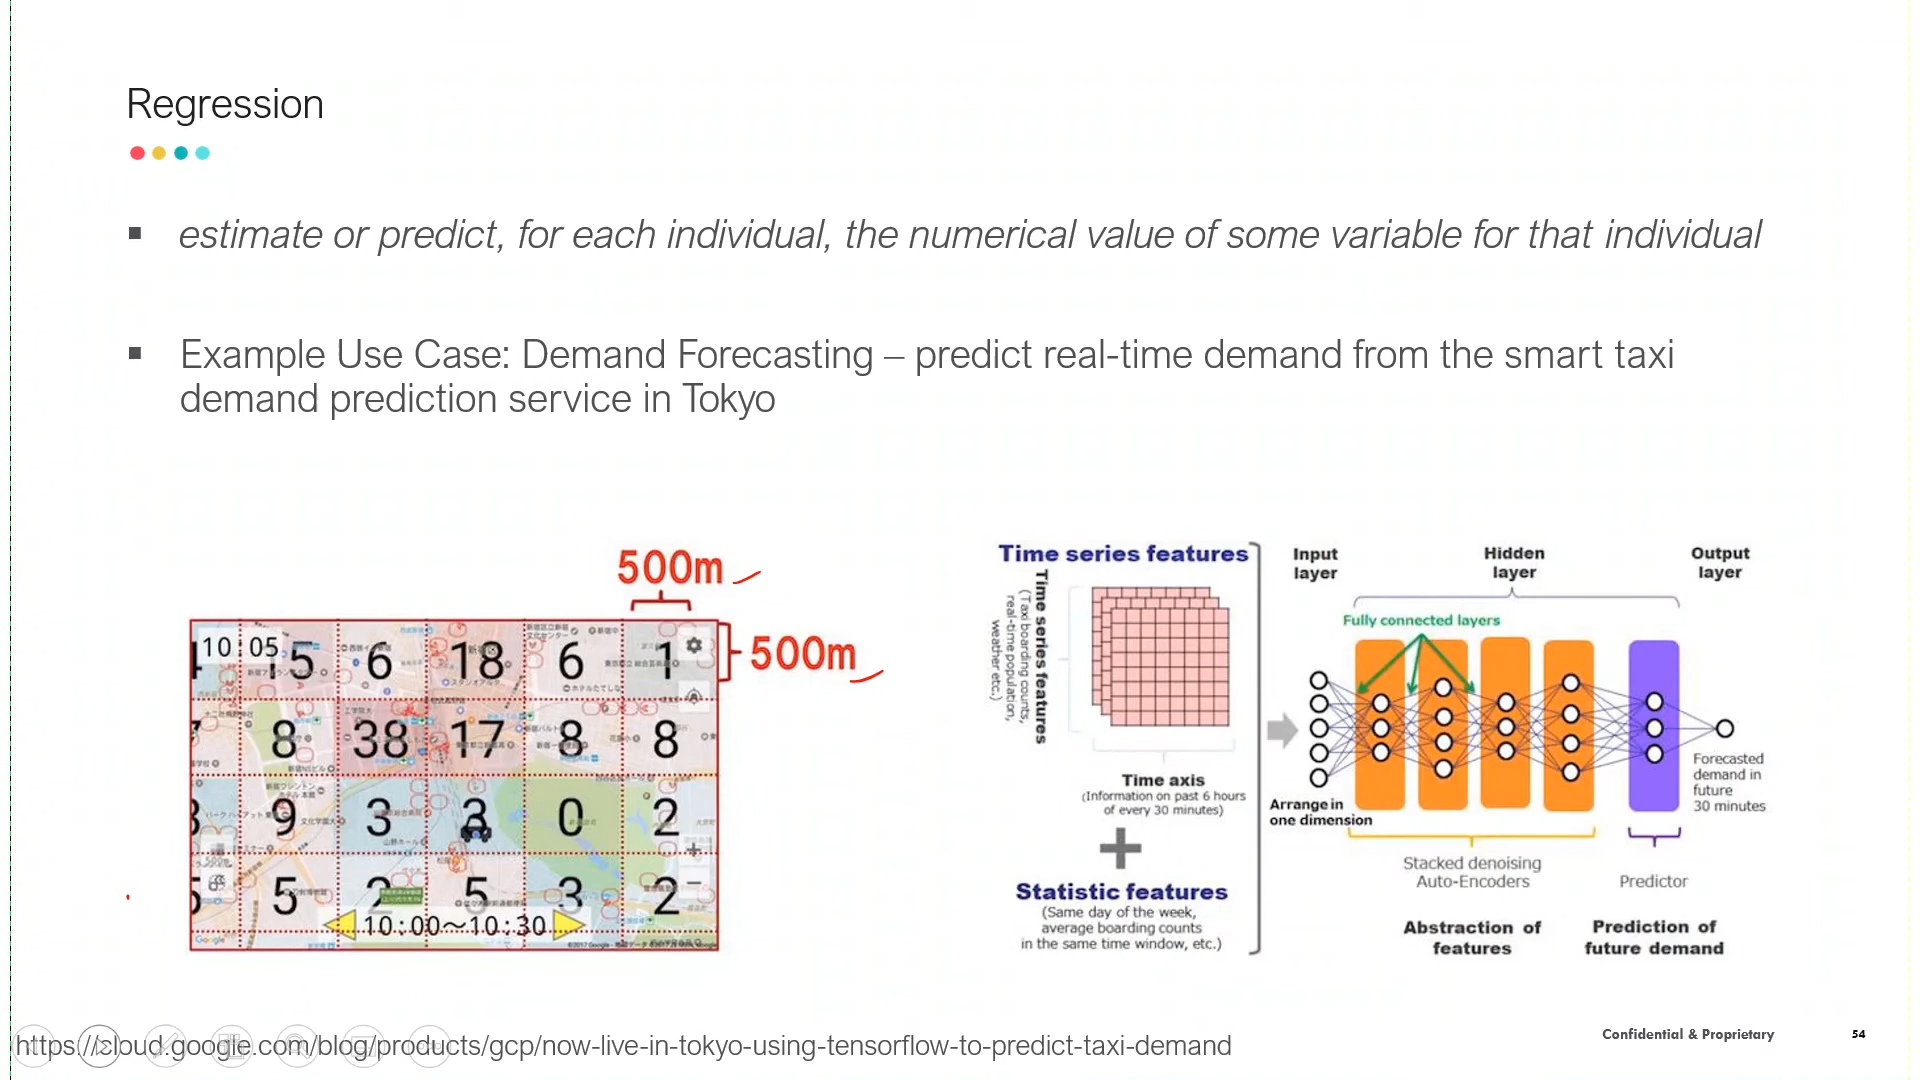 Regression
estimate or predict, for each individual, the numerical value of some variable for that individual
Example Use Case: Demand Forecasting – predict real-time demand from the smart taxi
demand prediction service in Tokyo
500m
500m
10:05
15 6 18 6 1
8 38 17 8 8
9 3 3 0 2
5 2 5 3 2
10:00〜10:30
Google
Time series features
Time series features
(Taxi boarding counts,
real-time population,
weather etc.)
Time axis
(Information on past 6 hours
of every 30 minutes)
Statistic features
(Same day of the week,
average boarding counts
in the same time window, etc.)
Input
layer
Hidden
layer
Output
layer
Fully connected layers
Arrange in
one dimension
Forecasted
demand in
future
30 minutes
Stacked denoising
Auto-Encoders
Predictor
Abstraction of
features
Prediction of
future demand
https://cloud.google.com/blog/products/gcp/now-live-in-tokyo-using-tensorflow-to-predict-taxi-demand
Confidential & Proprietary
54